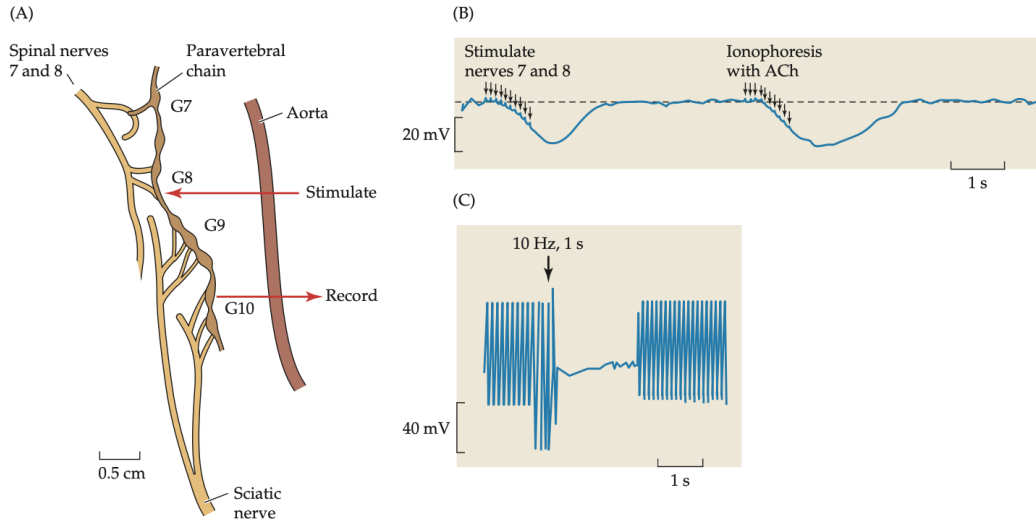 (A)
Spinal nerves
7 and 8
Paravertebral
chain
G7
Aorta
G8
Stimulate
G9
Record
G10
0.5 cm
Sciatic
nerve
(B)
Stimulate
nerves 7 and 8
Ionophoresis
with ACh
20 mV
1 s
(C)
10 Hz, 1 s
40 mV
1 s